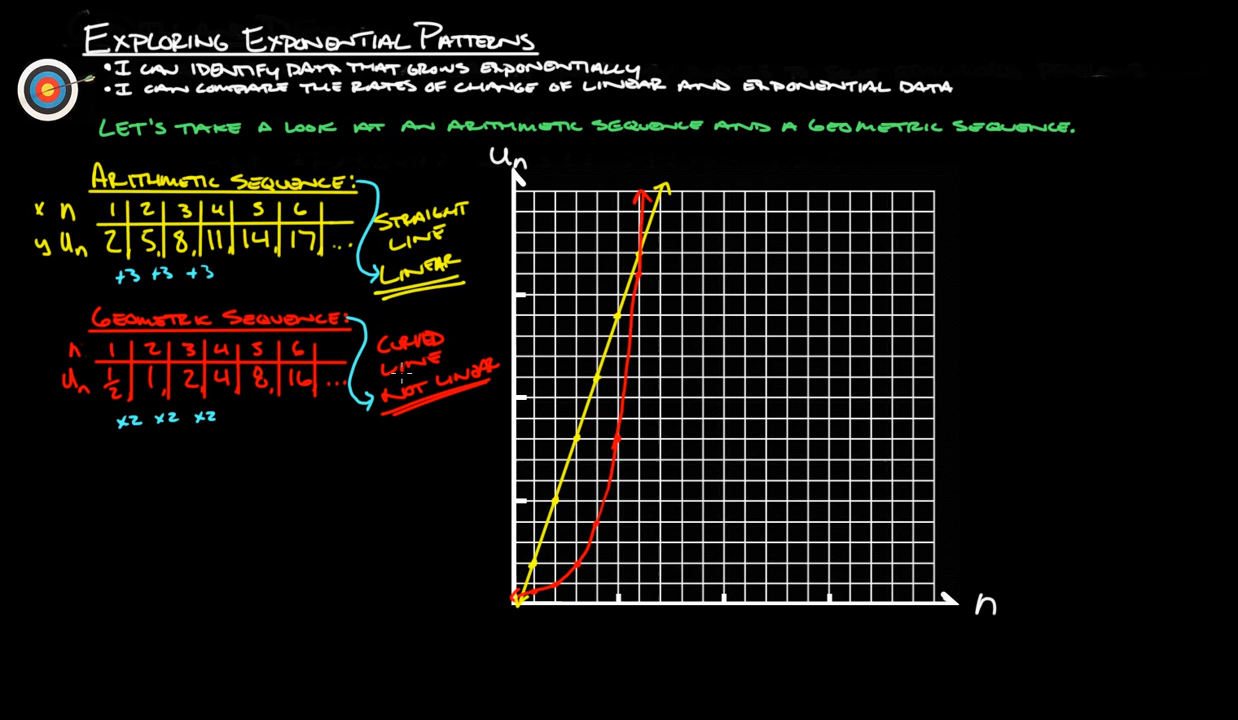 EXPLORING EXPONENTIAL PATTERNS
• I CAN IDENTIFY DATA THAT GROWS EXPONENTIALLY
• I CAN COMPARE THE RATES OF CHANGE OF LINEAR AND EXPONENTIAL DATA
LET'S TAKE A LOOK AT AN ARITHMETIC SEQUENCE AND A GEOMETRIC SEQUENCE.
ARITHMETIC SEQUENCE:
x n 1 2 3 4 5 6
y Un 2 5, 8, 11, 14, 17, ...
+3 +3 +3
STRAIGHT
LINE
LINEAR
GEOMETRIC SEQUENCE:
n 1 2 3 4 5 6
Un 1/2 1, 2, 4, 8, 16, ...
x2 x2 x2
CURVED
LINE
NOT LINEAR
Un
n